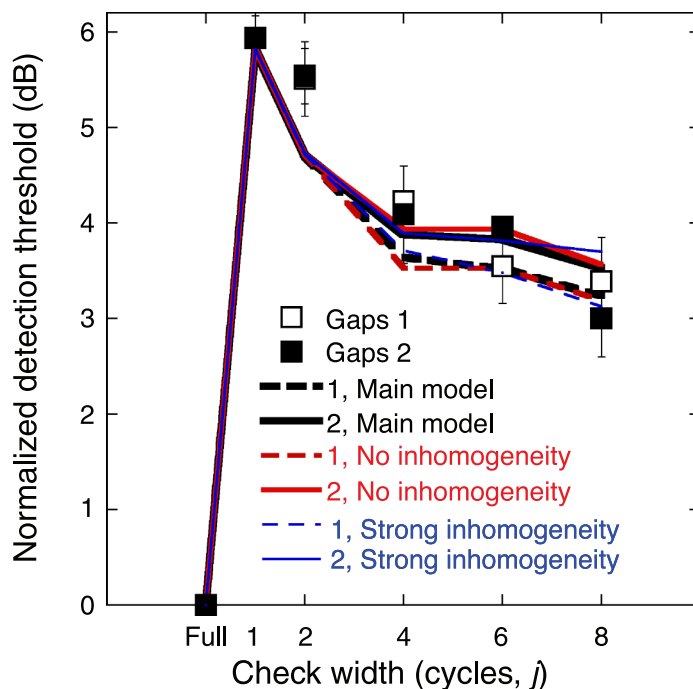 Normalized detection threshold (dB)
6
5
4
3
2
1
0
Gaps 1
Gaps 2
1, Main model
2, Main model
1, No inhomogeneity
2, No inhomogeneity
1, Strong inhomogeneity
2, Strong inhomogeneity
Full 1 2 4 6 8
Check width (cycles, j)